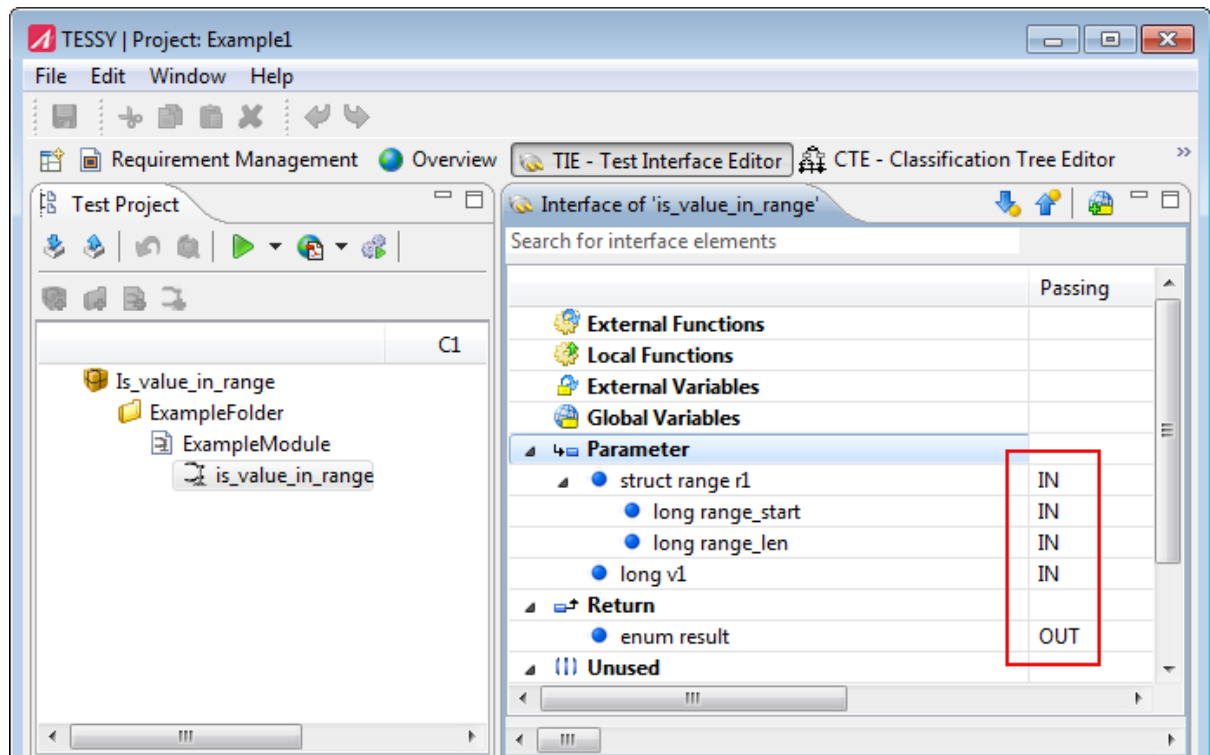 TESSY | Project: Example1
File Edit Window Help
Requirement Management Overview TIE - Test Interface Editor CTE - Classification Tree Editor »
Test Project
Interface of 'is_value_in_range'
Search for interface elements
Passing
C1
Is_value_in_range
ExampleFolder
ExampleModule
is_value_in_range
External Functions
Local Functions
External Variables
Global Variables
Parameter
struct range r1 IN
long range_start IN
long range_len IN
long v1 IN
Return
enum result OUT
Unused